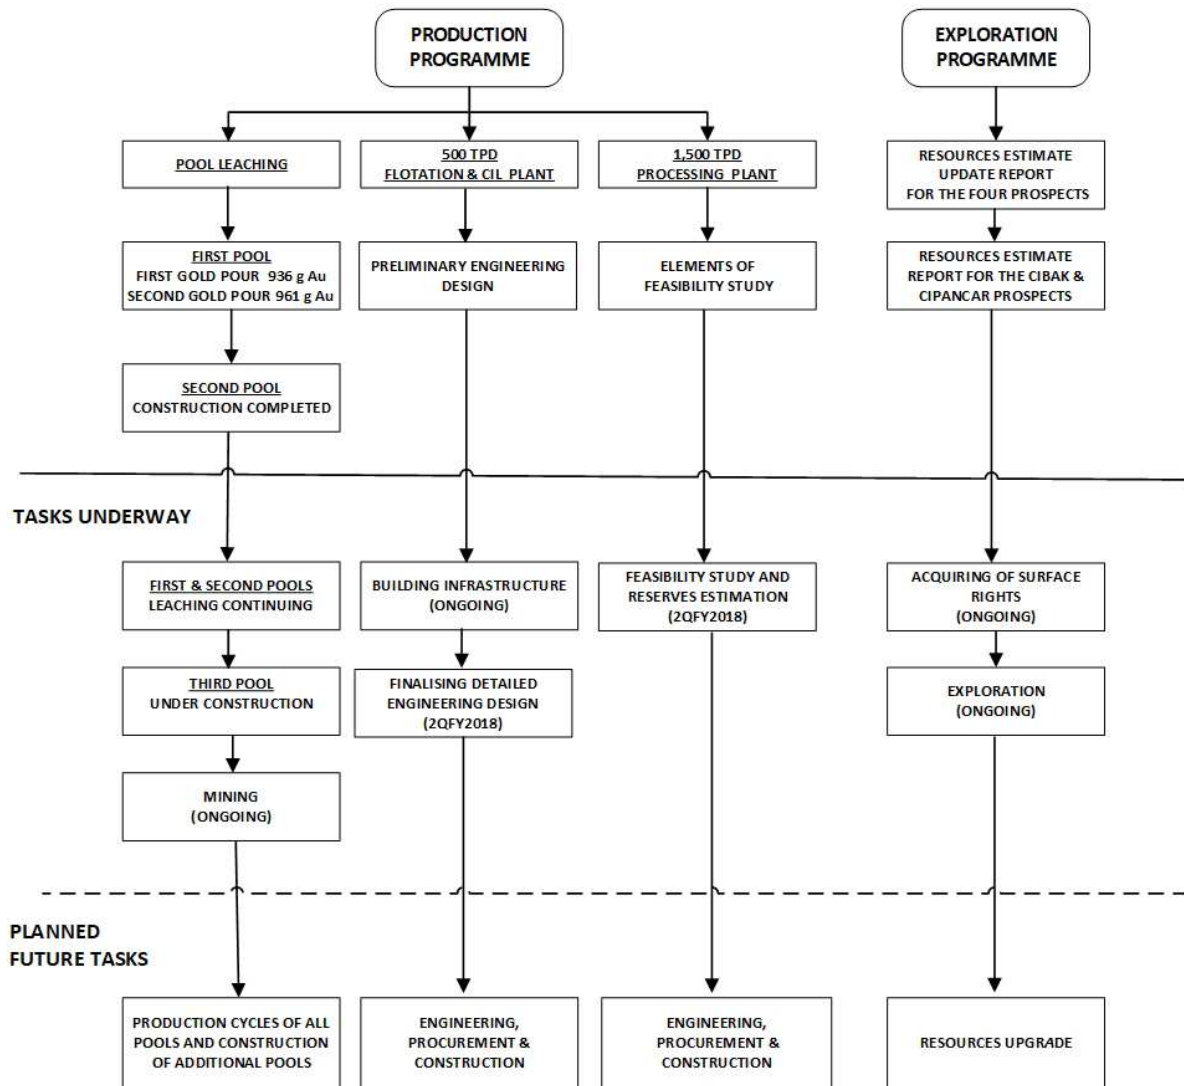 PRODUCTION
PROGRAMME
EXPLORATION
PROGRAMME
POOL LEACHING
500 TPD
FLOTATION & CIL PLANT
1,500 TPD
PROCESSING PLANT
RESOURCES ESTIMATE
UPDATE REPORT
FOR THE FOUR PROSPECTS
FIRST POOL
FIRST GOLD POUR 936 g Au
SECOND GOLD POUR 961 g Au
PRELIMINARY ENGINEERING
DESIGN
ELEMENTS OF
FEASIBILITY STUDY
RESOURCES ESTIMATE
REPORT FOR THE CIBAK &
CIPANCAR PROSPECTS
SECOND POOL
CONSTRUCTION COMPLETED
TASKS UNDERWAY
FIRST & SECOND POOLS
LEACHING CONTINUING
BUILDING INFRASTRUCTURE
(ONGOING)
FEASIBILITY STUDY AND
RESERVES ESTIMATION
(2QFY2018)
ACQUIRING OF SURFACE
RIGHTS
(ONGOING)
THIRD POOL
UNDER CONSTRUCTION
FINALISING DETAILED
ENGINEERING DESIGN
(2QFY2018)
EXPLORATION
(ONGOING)
MINING
(ONGOING)
PLANNED
FUTURE TASKS
PRODUCTION CYCLES OF ALL
POOLS AND CONSTRUCTION
OF ADDITIONAL POOLS
ENGINEERING,
PROCUREMENT &
CONSTRUCTION
ENGINEERING,
PROCUREMENT &
CONSTRUCTION
RESOURCES UPGRADE